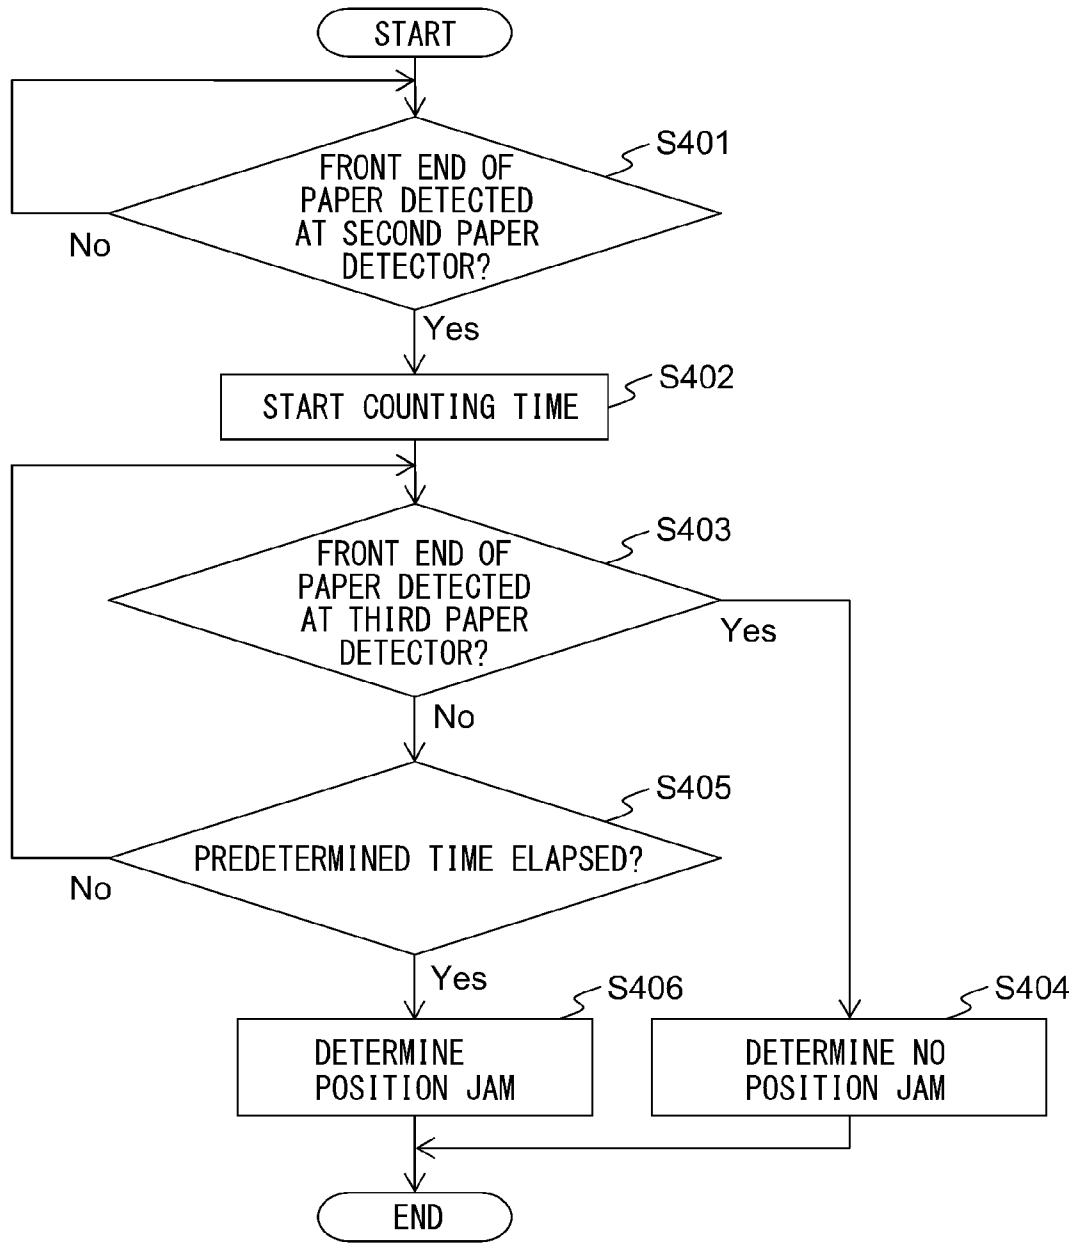 START
S401
FRONT END OF
PAPER DETECTED
AT SECOND PAPER
DETECTOR?
No
Yes
S402
START COUNTING TIME
S403
FRONT END OF
PAPER DETECTED
AT THIRD PAPER
DETECTOR?
Yes
No
S405
PREDETERMINED TIME ELAPSED?
No
Yes
S406
S404
DETERMINE
POSITION JAM
DETERMINE NO
POSITION JAM
END